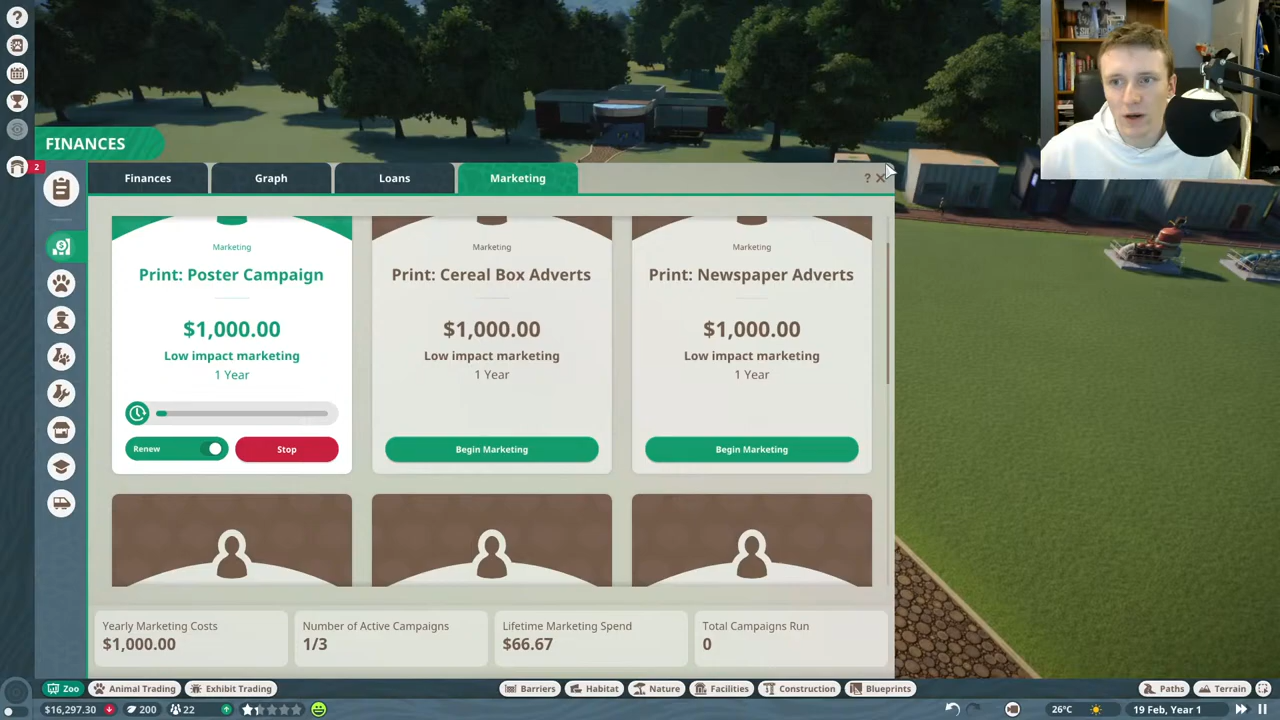 ?
2
FINANCES
Finances
Graph
Loans
Marketing
? ×
Marketing
Print: Poster Campaign
$1,000.00
Low impact marketing
1 Year
Renew
Stop
Marketing
Print: Cereal Box Adverts
$1,000.00
Low impact marketing
1 Year
Begin Marketing
Marketing
Print: Newspaper Adverts
$1,000.00
Low impact marketing
1 Year
Begin Marketing
Yearly Marketing Costs
$1,000.00
Number of Active Campaigns
1/3
Lifetime Marketing Spend
$66.67
Total Campaigns Run
0
Zoo
Animal Trading
Exhibit Trading
Barriers
Habitat
Nature
Facilities
Construction
Blueprints
Paths
Terrain
$16,297.30
200
22
26°C
19 Feb, Year 1